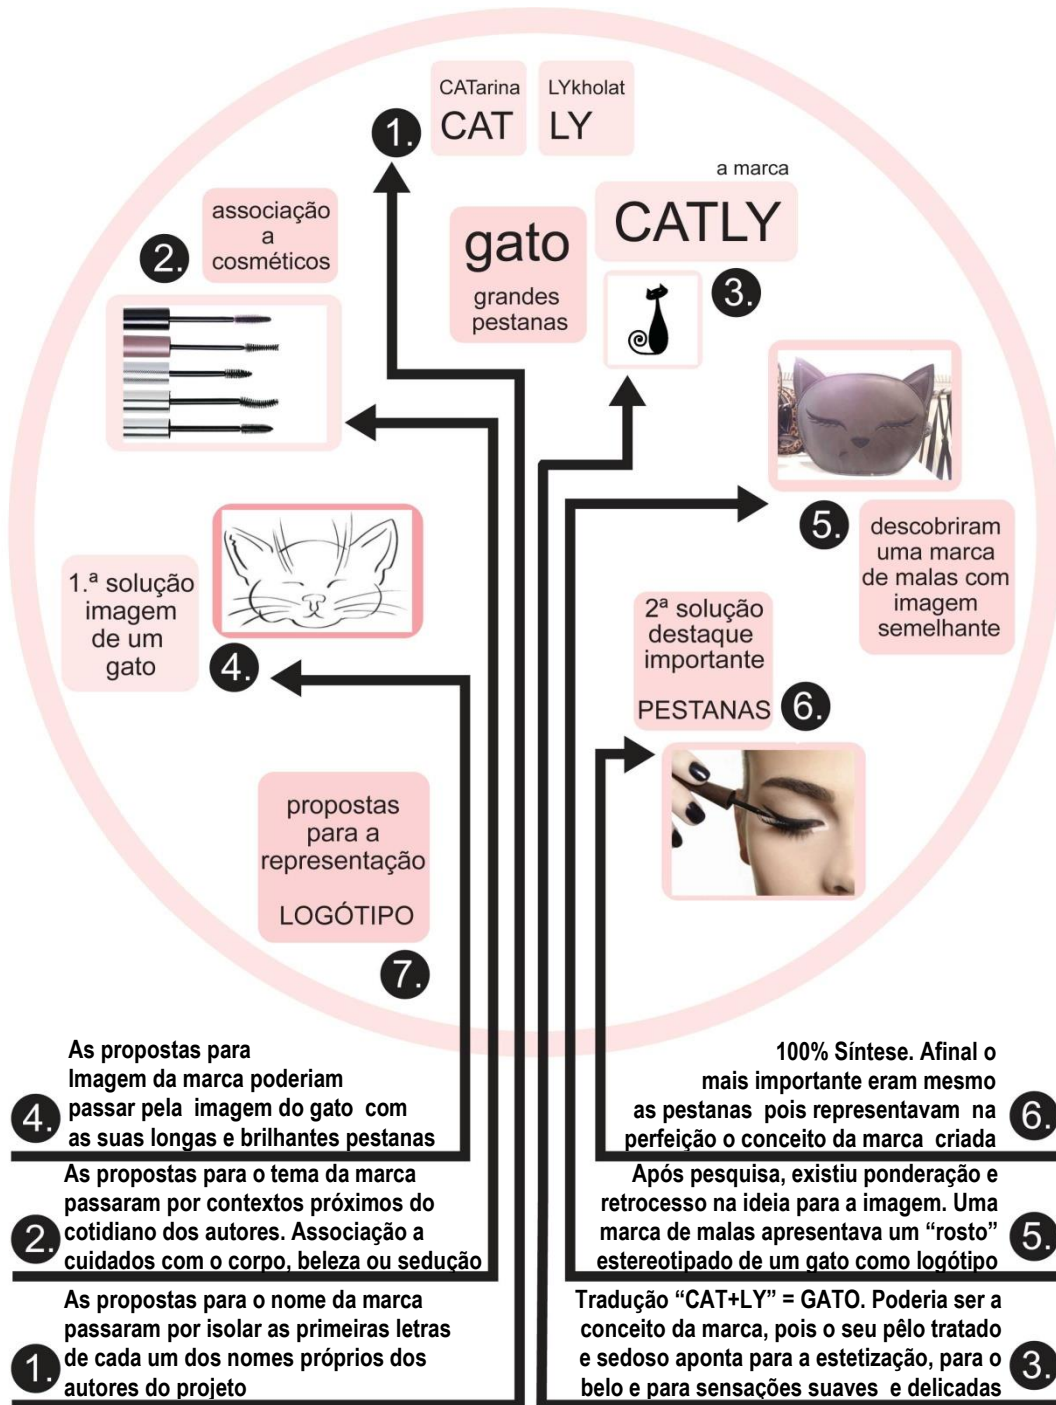 CATarina
CAT
LYkholat
LY
1.
a marca
CATLY
associação
a
cosméticos
2.
gato
grandes
pestanas
3.
5.
descobriram
uma marca
de malas com
imagem
semelhante
1.ª solução
imagem
de um
gato
4.
2ª solução
destaque
importante
PESTANAS
6.
propostas
para a
representação
LOGÓTIPO
7.
As propostas para
Imagem da marca poderiam
passar pela imagem do gato com
as suas longas e brilhantes pestanas
4.
100% Síntese. Afinal o
mais importante eram mesmo
as pestanas pois representavam na
perfeição o conceito da marca criada
6.
As propostas para o tema da marca
passaram por contextos próximos do
cotidiano dos autores. Associação a
cuidados com o corpo, beleza ou sedução
2.
Após pesquisa, existiu ponderação e
retrocesso na ideia para a imagem. Uma
marca de malas apresentava um “rosto”
estereotipado de um gato como logótipo
5.
As propostas para o nome da marca
passaram por isolar as primeiras letras
de cada um dos nomes próprios dos
autores do projeto
1.
Tradução “CAT+LY” = GATO. Poderia ser a
conceito da marca, pois o seu pêlo tratado
e sedoso aponta para a estetização, para o
belo e para sensações suaves e delicadas
3.